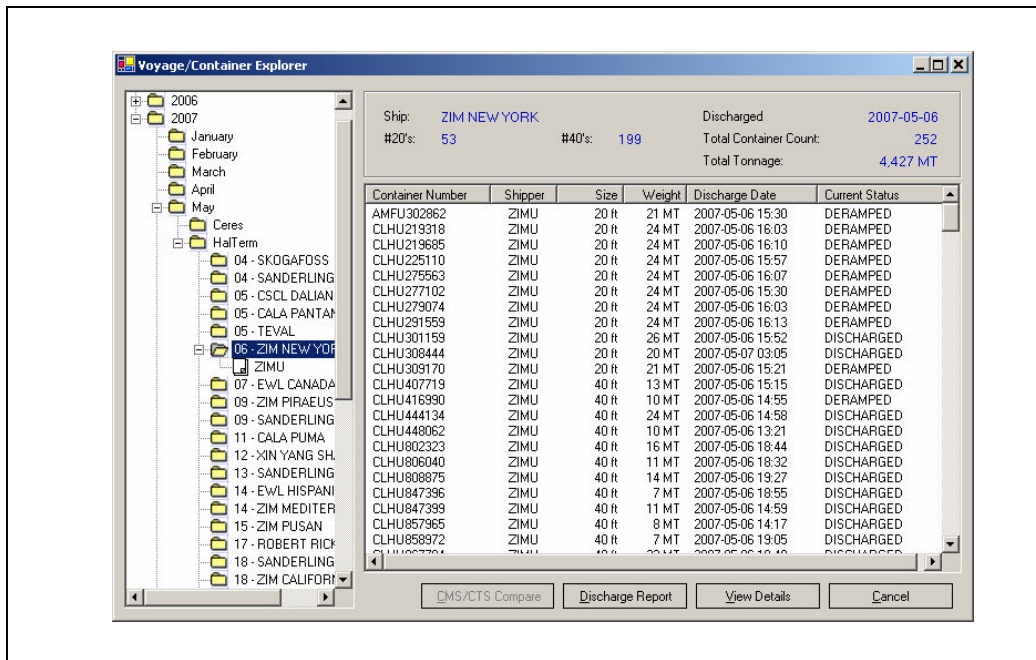 Voyage/Container Explorer
2006
2007
January
February
March
April
May
Ceres
HalTerm
04 - SKOGAFOSS
04 - SANDERLING
05 - CSCL DALIAN
05 - CALA PANTAN
05 - TEVAL
06 - ZIM NEW YOR
ZIMU
07 - EWL CANADA
09 - ZIM PIRAEUS
09 - SANDERLING
11 - CALA PUMA
12 - XIN YANG SH
13 - SANDERLING
14 - EWL HISPANI
14 - ZIM MEDITER
15 - ZIM PUSAN
17 - ROBERT RICK
18 - SANDERLING
18 - ZIM CALIFORN
Ship: ZIM NEW YORK Discharged 2007-05-06
#20's: 53 #40's: 199 Total Container Count: 252
Total Tonnage: 4,427 MT
Container Number Shipper Size Weight Discharge Date Current Status
AMFU302862 ZIMU 20 ft 21 MT 2007-05-06 15:30 DERAMPED
CLHU219318 ZIMU 20 ft 24 MT 2007-05-06 16:03 DERAMPED
CLHU219685 ZIMU 20 ft 24 MT 2007-05-06 16:10 DERAMPED
CLHU225110 ZIMU 20 ft 24 MT 2007-05-06 15:57 DERAMPED
CLHU275563 ZIMU 20 ft 24 MT 2007-05-06 16:07 DERAMPED
CLHU277102 ZIMU 20 ft 24 MT 2007-05-06 15:30 DERAMPED
CLHU279074 ZIMU 20 ft 24 MT 2007-05-06 16:03 DERAMPED
CLHU291559 ZIMU 20 ft 24 MT 2007-05-06 16:13 DERAMPED
CLHU301159 ZIMU 20 ft 26 MT 2007-05-06 15:52 DISCHARGED
CLHU308444 ZIMU 20 ft 20 MT 2007-05-07 03:05 DISCHARGED
CLHU309170 ZIMU 20 ft 21 MT 2007-05-06 15:21 DERAMPED
CLHU407719 ZIMU 40 ft 13 MT 2007-05-06 15:15 DISCHARGED
CLHU416990 ZIMU 40 ft 10 MT 2007-05-06 14:55 DERAMPED
CLHU444134 ZIMU 40 ft 24 MT 2007-05-06 14:58 DISCHARGED
CLHU448062 ZIMU 40 ft 10 MT 2007-05-06 13:21 DISCHARGED
CLHU802323 ZIMU 40 ft 16 MT 2007-05-06 18:44 DISCHARGED
CLHU806040 ZIMU 40 ft 11 MT 2007-05-06 18:32 DISCHARGED
CLHU808875 ZIMU 40 ft 14 MT 2007-05-06 19:27 DISCHARGED
CLHU847396 ZIMU 40 ft 7 MT 2007-05-06 18:55 DISCHARGED
CLHU847399 ZIMU 40 ft 11 MT 2007-05-06 14:59 DISCHARGED
CLHU857965 ZIMU 40 ft 8 MT 2007-05-06 14:17 DISCHARGED
CLHU858972 ZIMU 40 ft 7 MT 2007-05-06 19:05 DISCHARGED
CMS/CTS Compare Discharge Report View Details Cancel